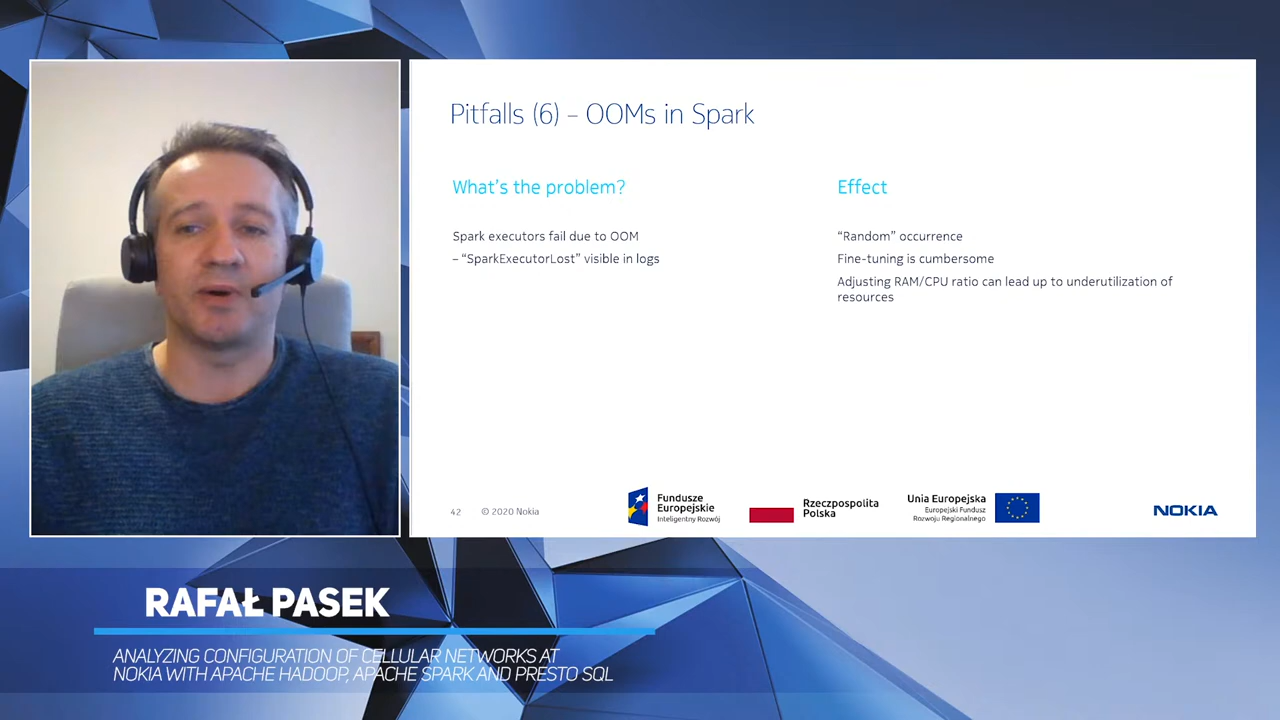 Pitfalls (6) – OOMs in Spark
What's the problem?
Spark executors fail due to OOM
– “SparkExecutorLost” visible in logs
Effect
“Random” occurrence
Fine-tuning is cumbersome
Adjusting RAM/CPU ratio can lead up to underutilization of
resources
42 © 2020 Nokia
Fundusze
Europejskie
Inteligentny Rozwój
Rzeczpospolita
Polska
Unia Europejska
Europejski Fundusz
Rozwoju Regionalnego
NOKIA
RAFAŁ PASEK
ANALYZING CONFIGURATION OF CELLULAR NETWORKS AT
NOKIA WITH APACHE HADOOP, APACHE SPARK AND PRESTO SQL